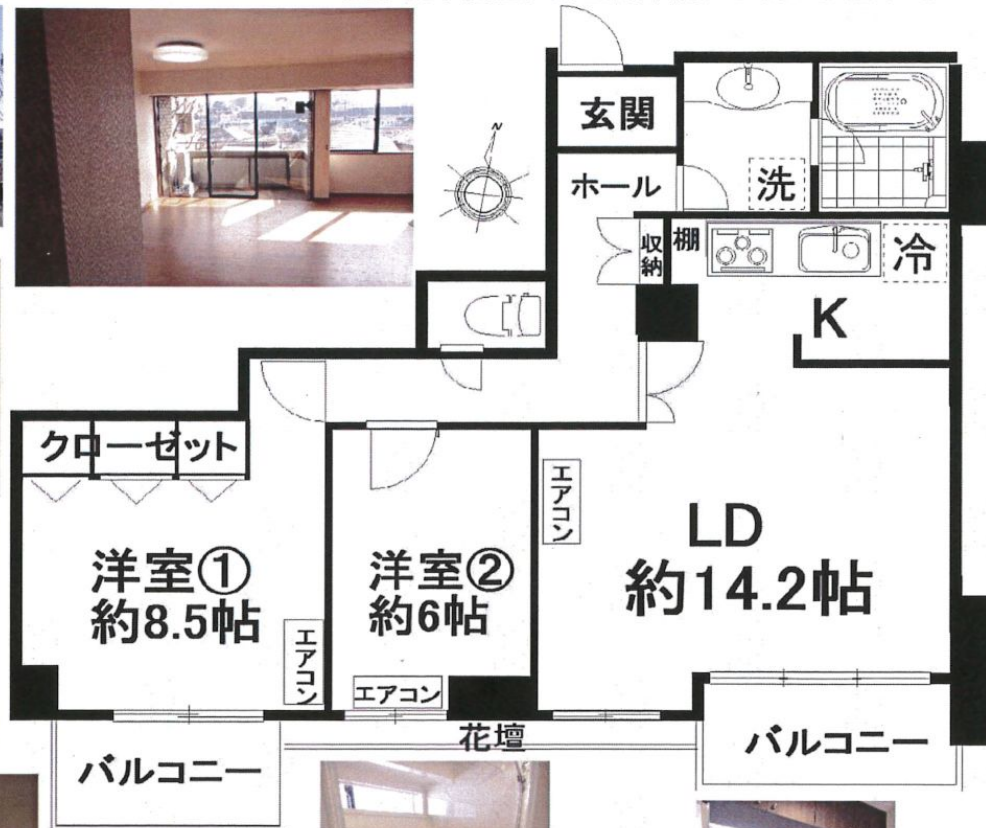 玄関
N
ホール
洗
収納
棚
冷
K
クローゼット
エアコン
LD
約14.2帖
洋室①
約8.5帖
洋室②
約6帖
エアコン
エアコン
花壇
バルコニー
バルコニー